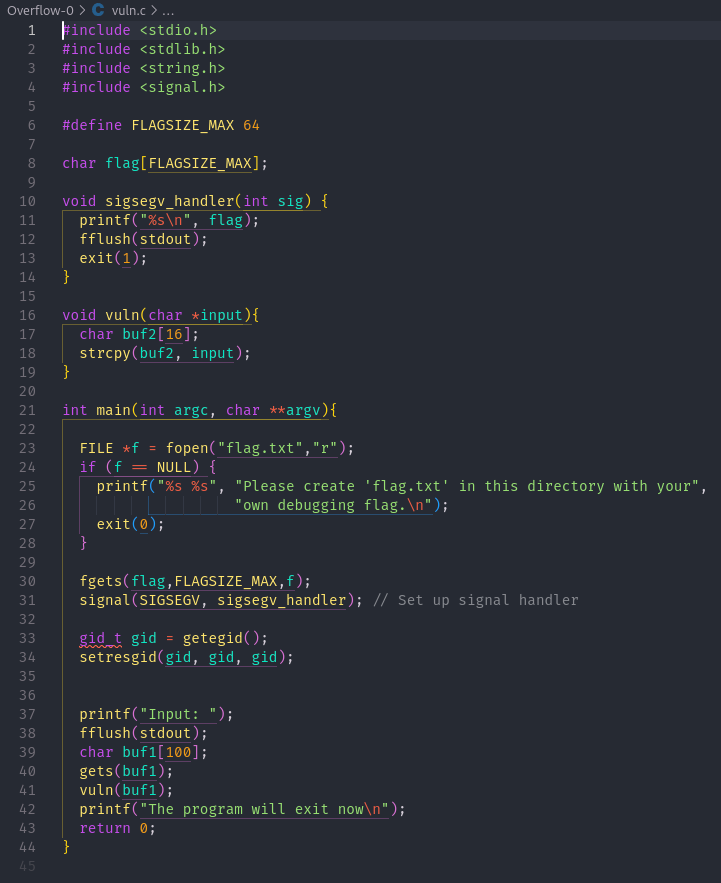 Overflow-0 > C vuln.c > ...
1 #include <stdio.h>
2 #include <stdlib.h>
3 #include <string.h>
4 #include <signal.h>
5
6 #define FLAGSIZE_MAX 64
7
8 char flag[FLAGSIZE_MAX];
9
10 void sigsegv_handler(int sig) {
11   printf("%s\n", flag);
12   fflush(stdout);
13   exit(1);
14 }
15
16 void vuln(char *input){
17   char buf2[16];
18   strcpy(buf2, input);
19 }
20
21 int main(int argc, char **argv){
22
23   FILE *f = fopen("flag.txt","r");
24   if (f == NULL) {
25     printf("%s %s", "Please create 'flag.txt' in this directory with your",
26                     "own debugging flag.\n");
27     exit(0);
28   }
29
30   fgets(flag,FLAGSIZE_MAX,f);
31   signal(SIGSEGV, sigsegv_handler); // Set up signal handler
32
33   gid_t gid = getegid();
34   setresgid(gid, gid, gid);
35
36
37   printf("Input: ");
38   fflush(stdout);
39   char buf1[100];
40   gets(buf1);
41   vuln(buf1);
42   printf("The program will exit now\n");
43   return 0;
44 }
45